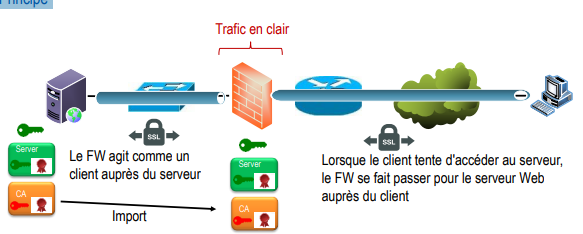 Principe
Trafic en clair
SSL
SSL
Server
CA
Le FW agit comme un
client auprès du serveur
Import
Server
CA
Lorsque le client tente d'accéder au serveur,
le FW se fait passer pour le serveur Web
auprès du client